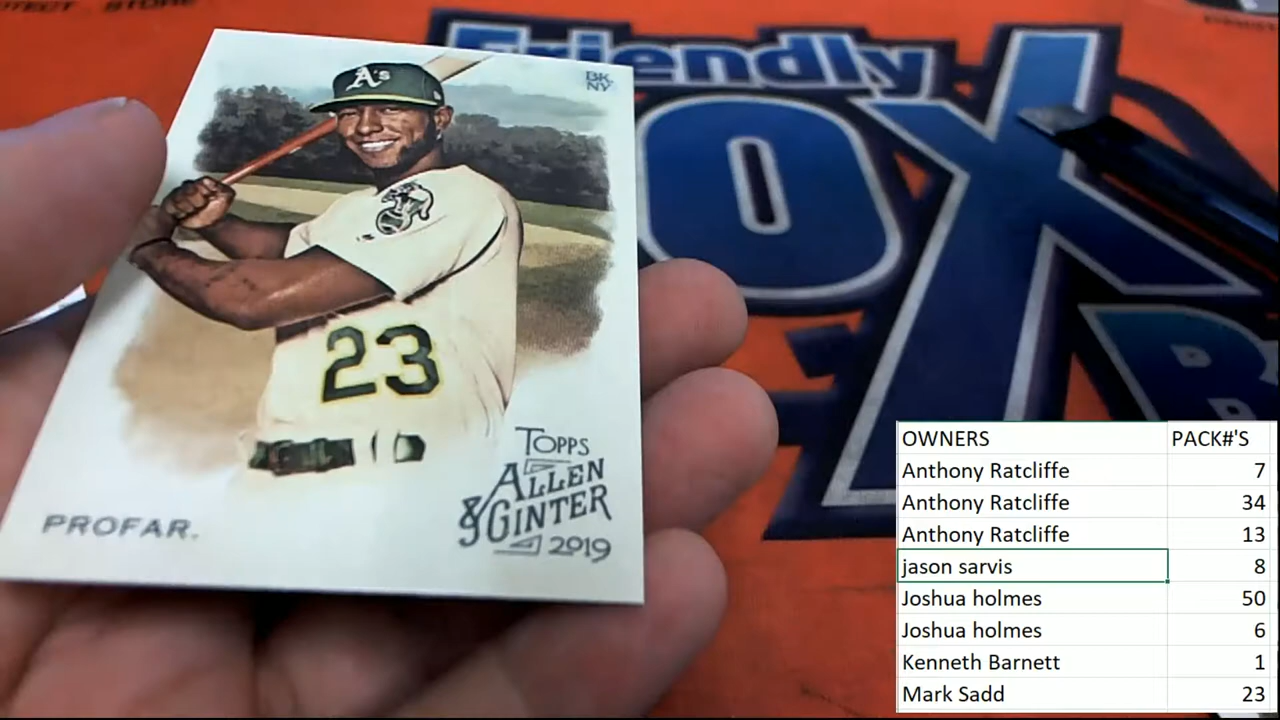 A's
BK
NY
23
TOPPS
ALLEN
& GINTER
2019
PROFAR.
Friendly
OX
B
OWNERS PACK#'S
Anthony Ratcliffe 7
Anthony Ratcliffe 34
Anthony Ratcliffe 13
jason sarvis 8
Joshua holmes 50
Joshua holmes 6
Kenneth Barnett 1
Mark Sadd 23